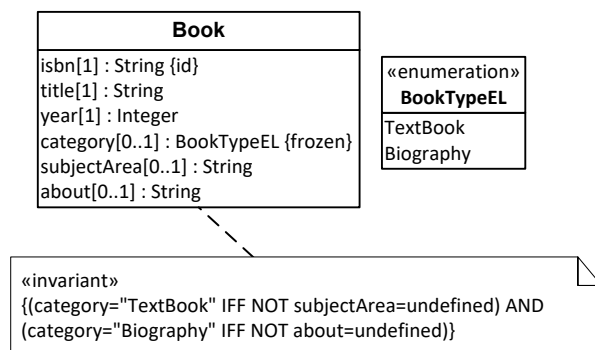 Book
isbn[1] : String {id}
title[1] : String
year[1] : Integer
category[0..1] : BookTypeEL {frozen}
subjectArea[0..1] : String
about[0..1] : String
«enumeration»
BookTypeEL
TextBook
Biography
«invariant»
{(category="TextBook" IFF NOT subjectArea=undefined) AND
(category="Biography" IFF NOT about=undefined)}